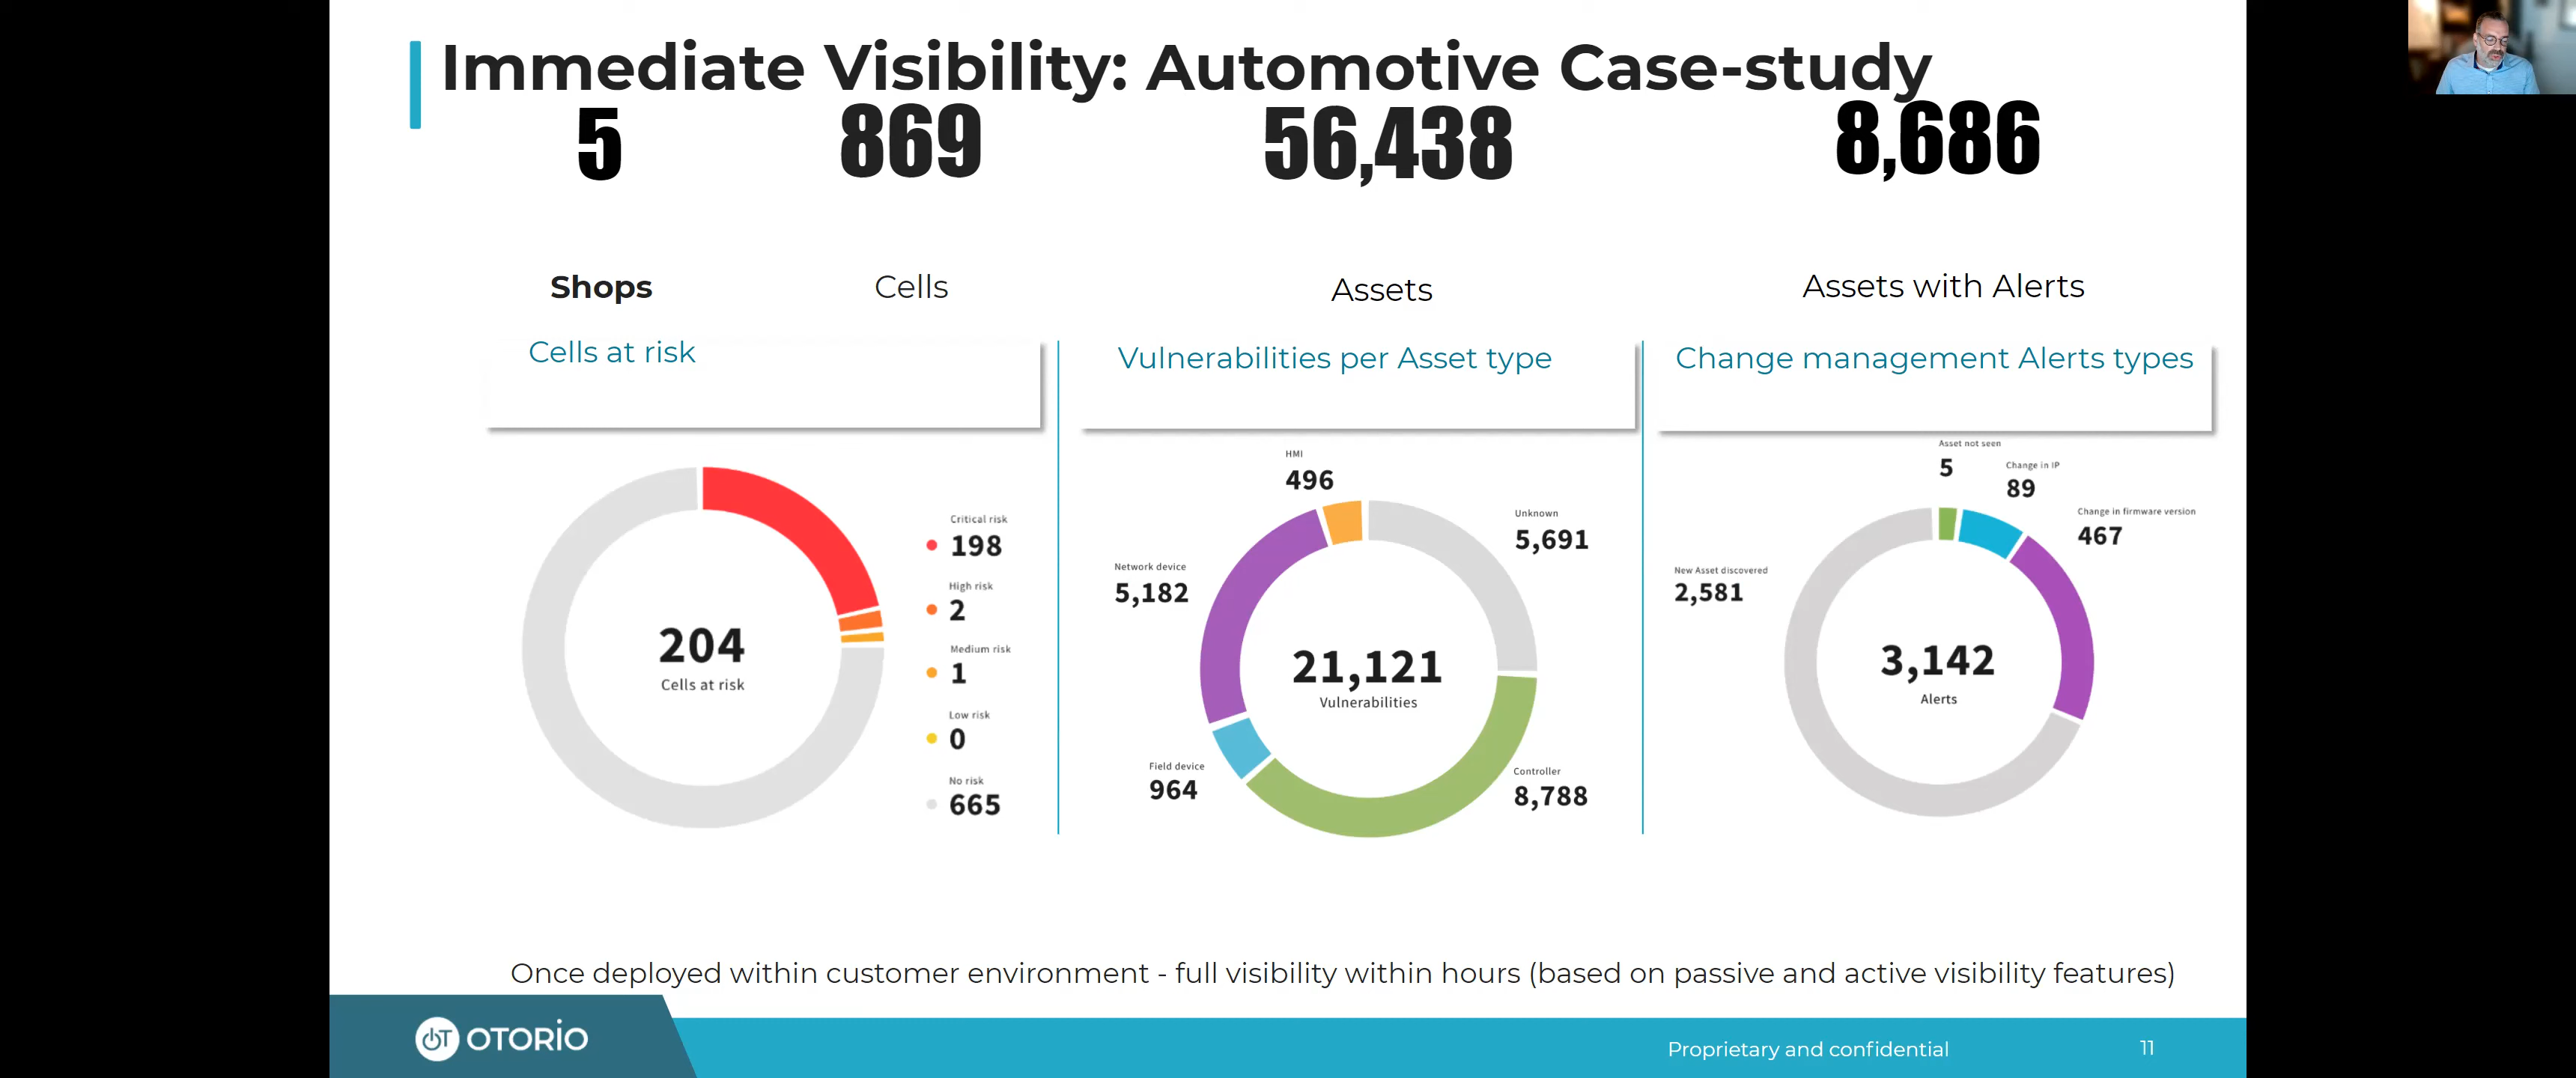 Immediate Visibility: Automotive Case-study
5
869
56,438
8,686
Shops
Cells
Assets
Assets with Alerts
Cells at risk
Critical risk
198
High risk
2
Medium risk
1
Low risk
0
No risk
665
204
Cells at risk
Vulnerabilities per Asset type
HMI
496
Unknown
5,691
Network device
5,182
21,121
Vulnerabilities
Field device
964
Controller
8,788
Change management Alerts types
Asset not seen
5
Change in IP
89
Change in firmware version
467
New Asset discovered
2,581
3,142
Alerts
Once deployed within customer environment - full visibility within hours (based on passive and active visibility features)
OT OTORIO
Proprietary and confidential
11